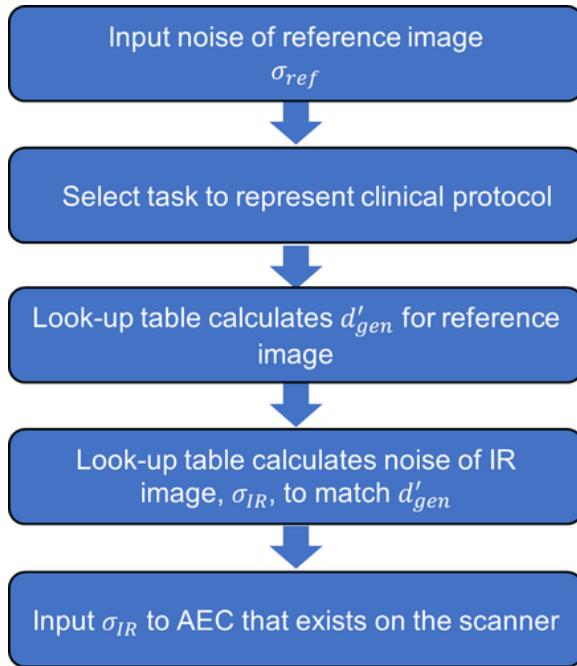 Input noise of reference image
σ_ref
Select task to represent clinical protocol
Look-up table calculates d′_gen for reference
image
Look-up table calculates noise of IR
image, σ_IR, to match d′_gen
Input σ_IR to AEC that exists on the scanner